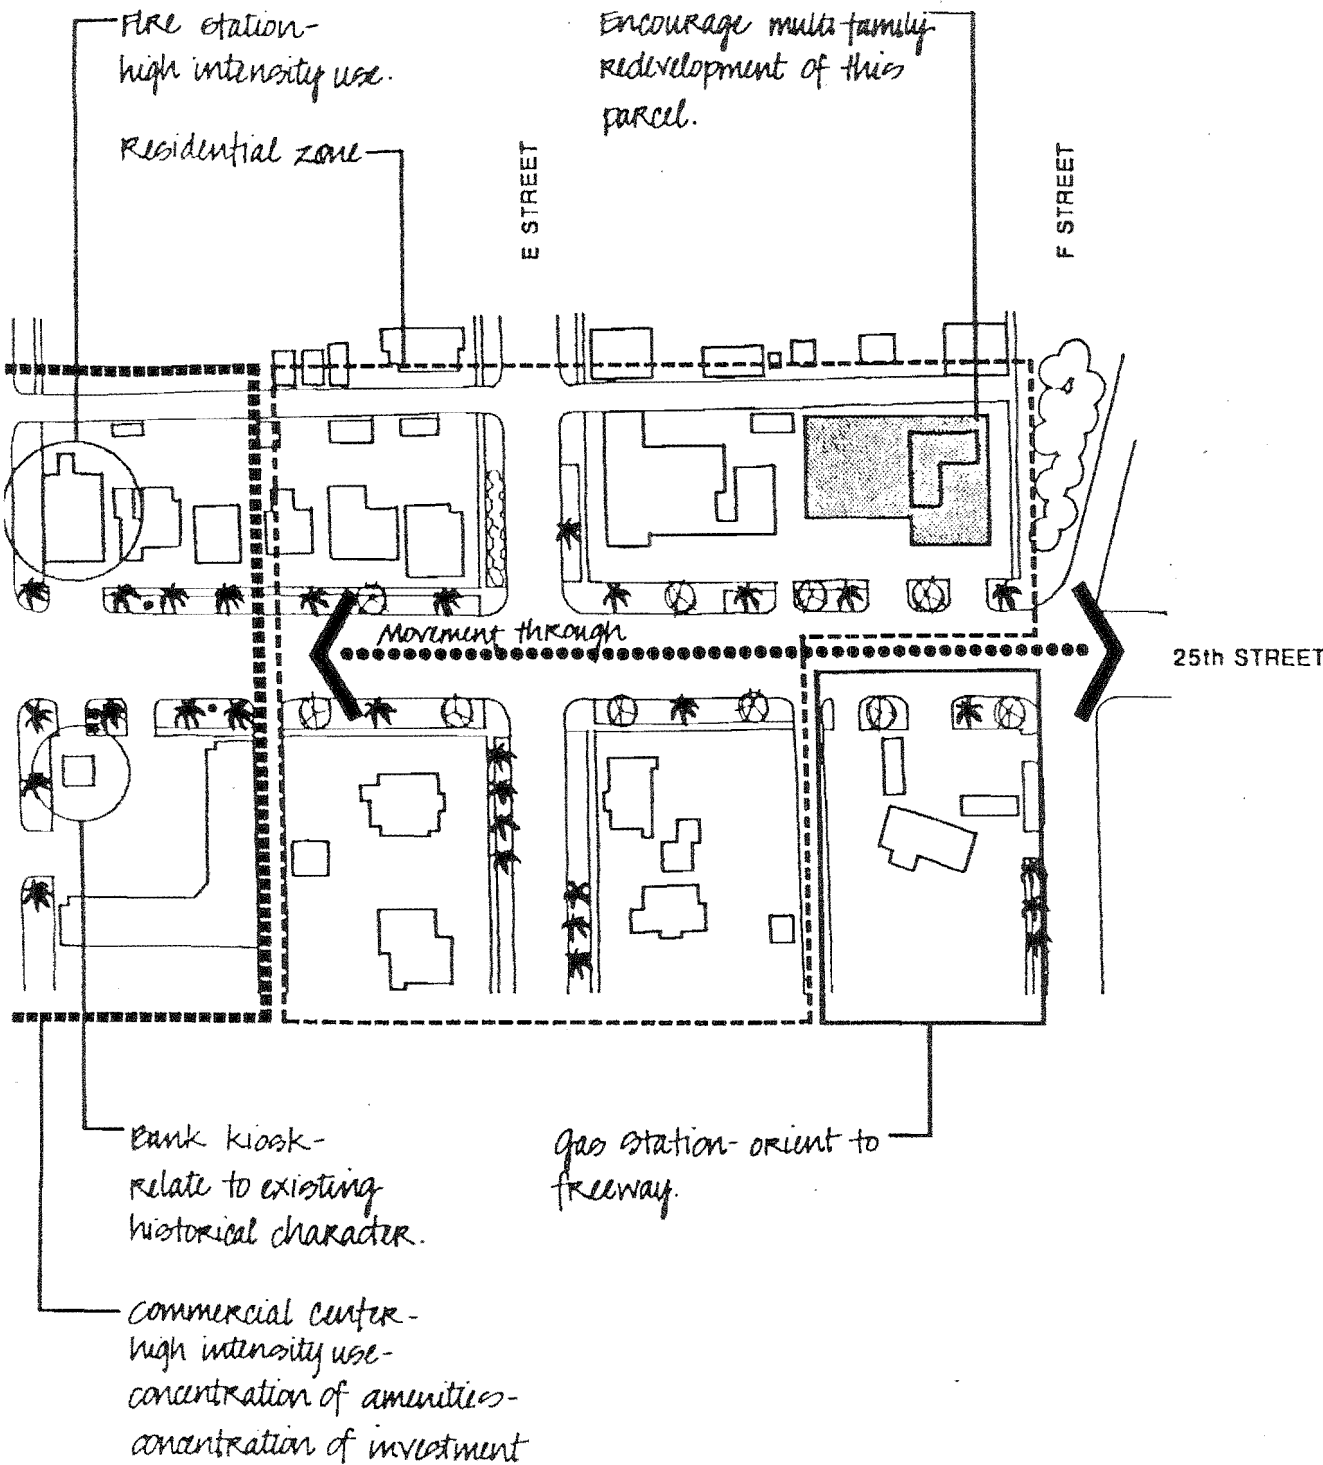 Fire station-
high intensity use.
Residential zone
Encourage multi family
redevelopment of this
parcel.
E STREET
F STREET
Movement through
25th STREET
Bank kiosk-
relate to existing
historical character.
Gas station- orient to
freeway.
Commercial center-
high intensity use-
concentration of amenities-
concentration of investment